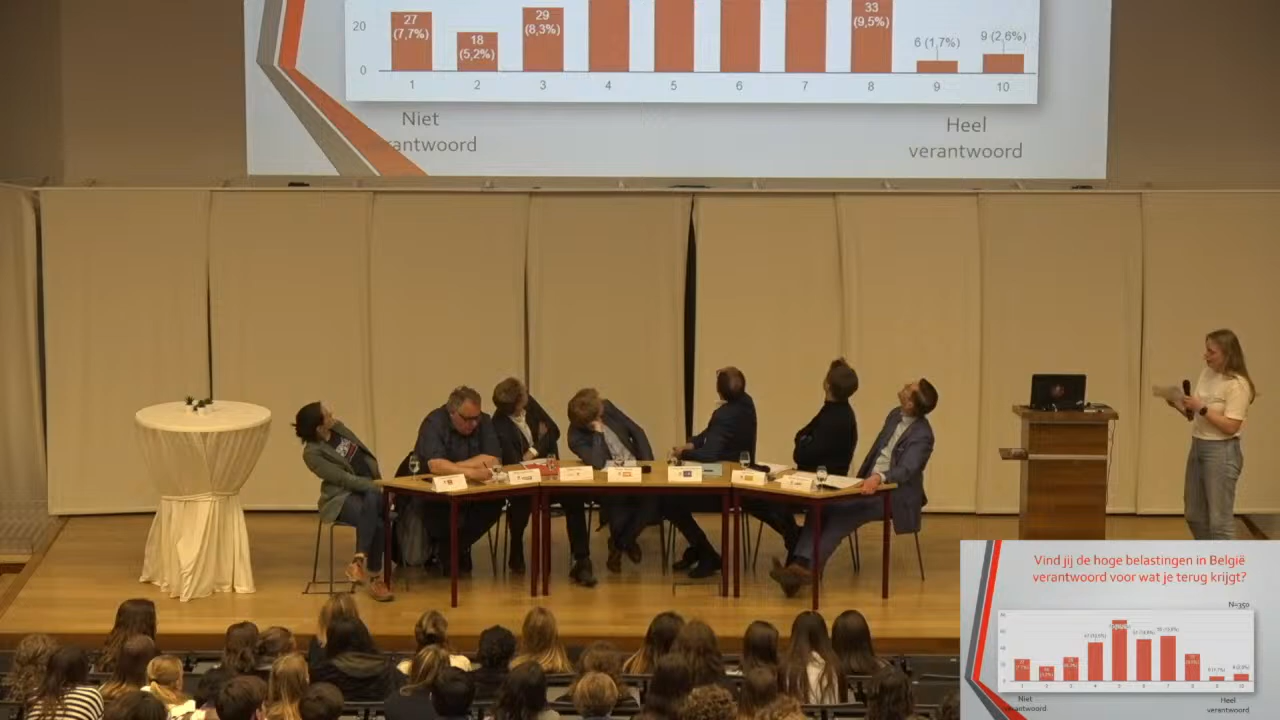 20
0
27
(7,7%)
18
(5,2%)
29
(8,3%)
33
(9,5%)
6 (1,7%)
9 (2,6%)
1 2 3 4 5 6 7 8 9 10
Niet
verantwoord
Heel
verantwoord
Vind jij de hoge belastingen in België
verantwoord voor wat je terug krijgt?
N=350
Niet
verantwoord
Heel
verantwoord